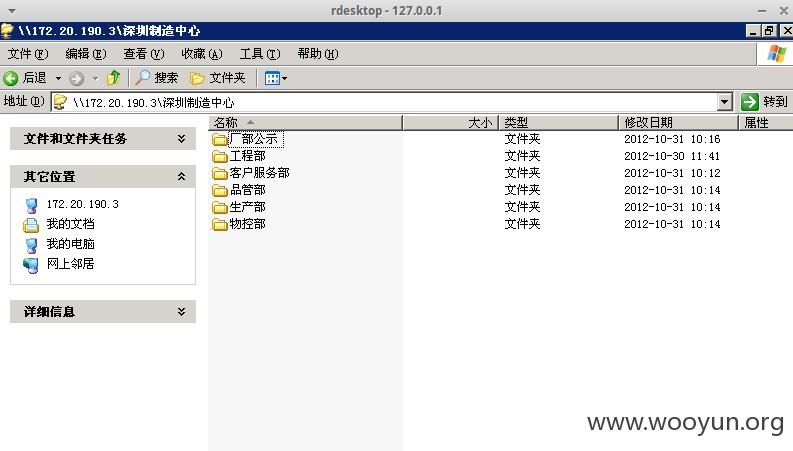 rdesktop - 127.0.0.1
\\172.20.190.3\深圳制造中心
文件(F) 编辑(E) 查看(V) 收藏(A) 工具(T) 帮助(H)
后退 搜索 文件夹
地址(D) \\172.20.190.3\深圳制造中心 转到
文件和文件夹任务
其它位置
172.20.190.3
我的文档
我的电脑
网上邻居
详细信息
名称 大小 类型 修改日期 属性
厂部公示 文件夹 2012-10-31 10:16
工程部 文件夹 2012-10-30 11:41
客户服务部 文件夹 2012-10-31 10:12
品管部 文件夹 2012-10-31 10:14
生产部 文件夹 2012-10-31 10:14
物控部 文件夹 2012-10-31 10:14
www.wooyun.org